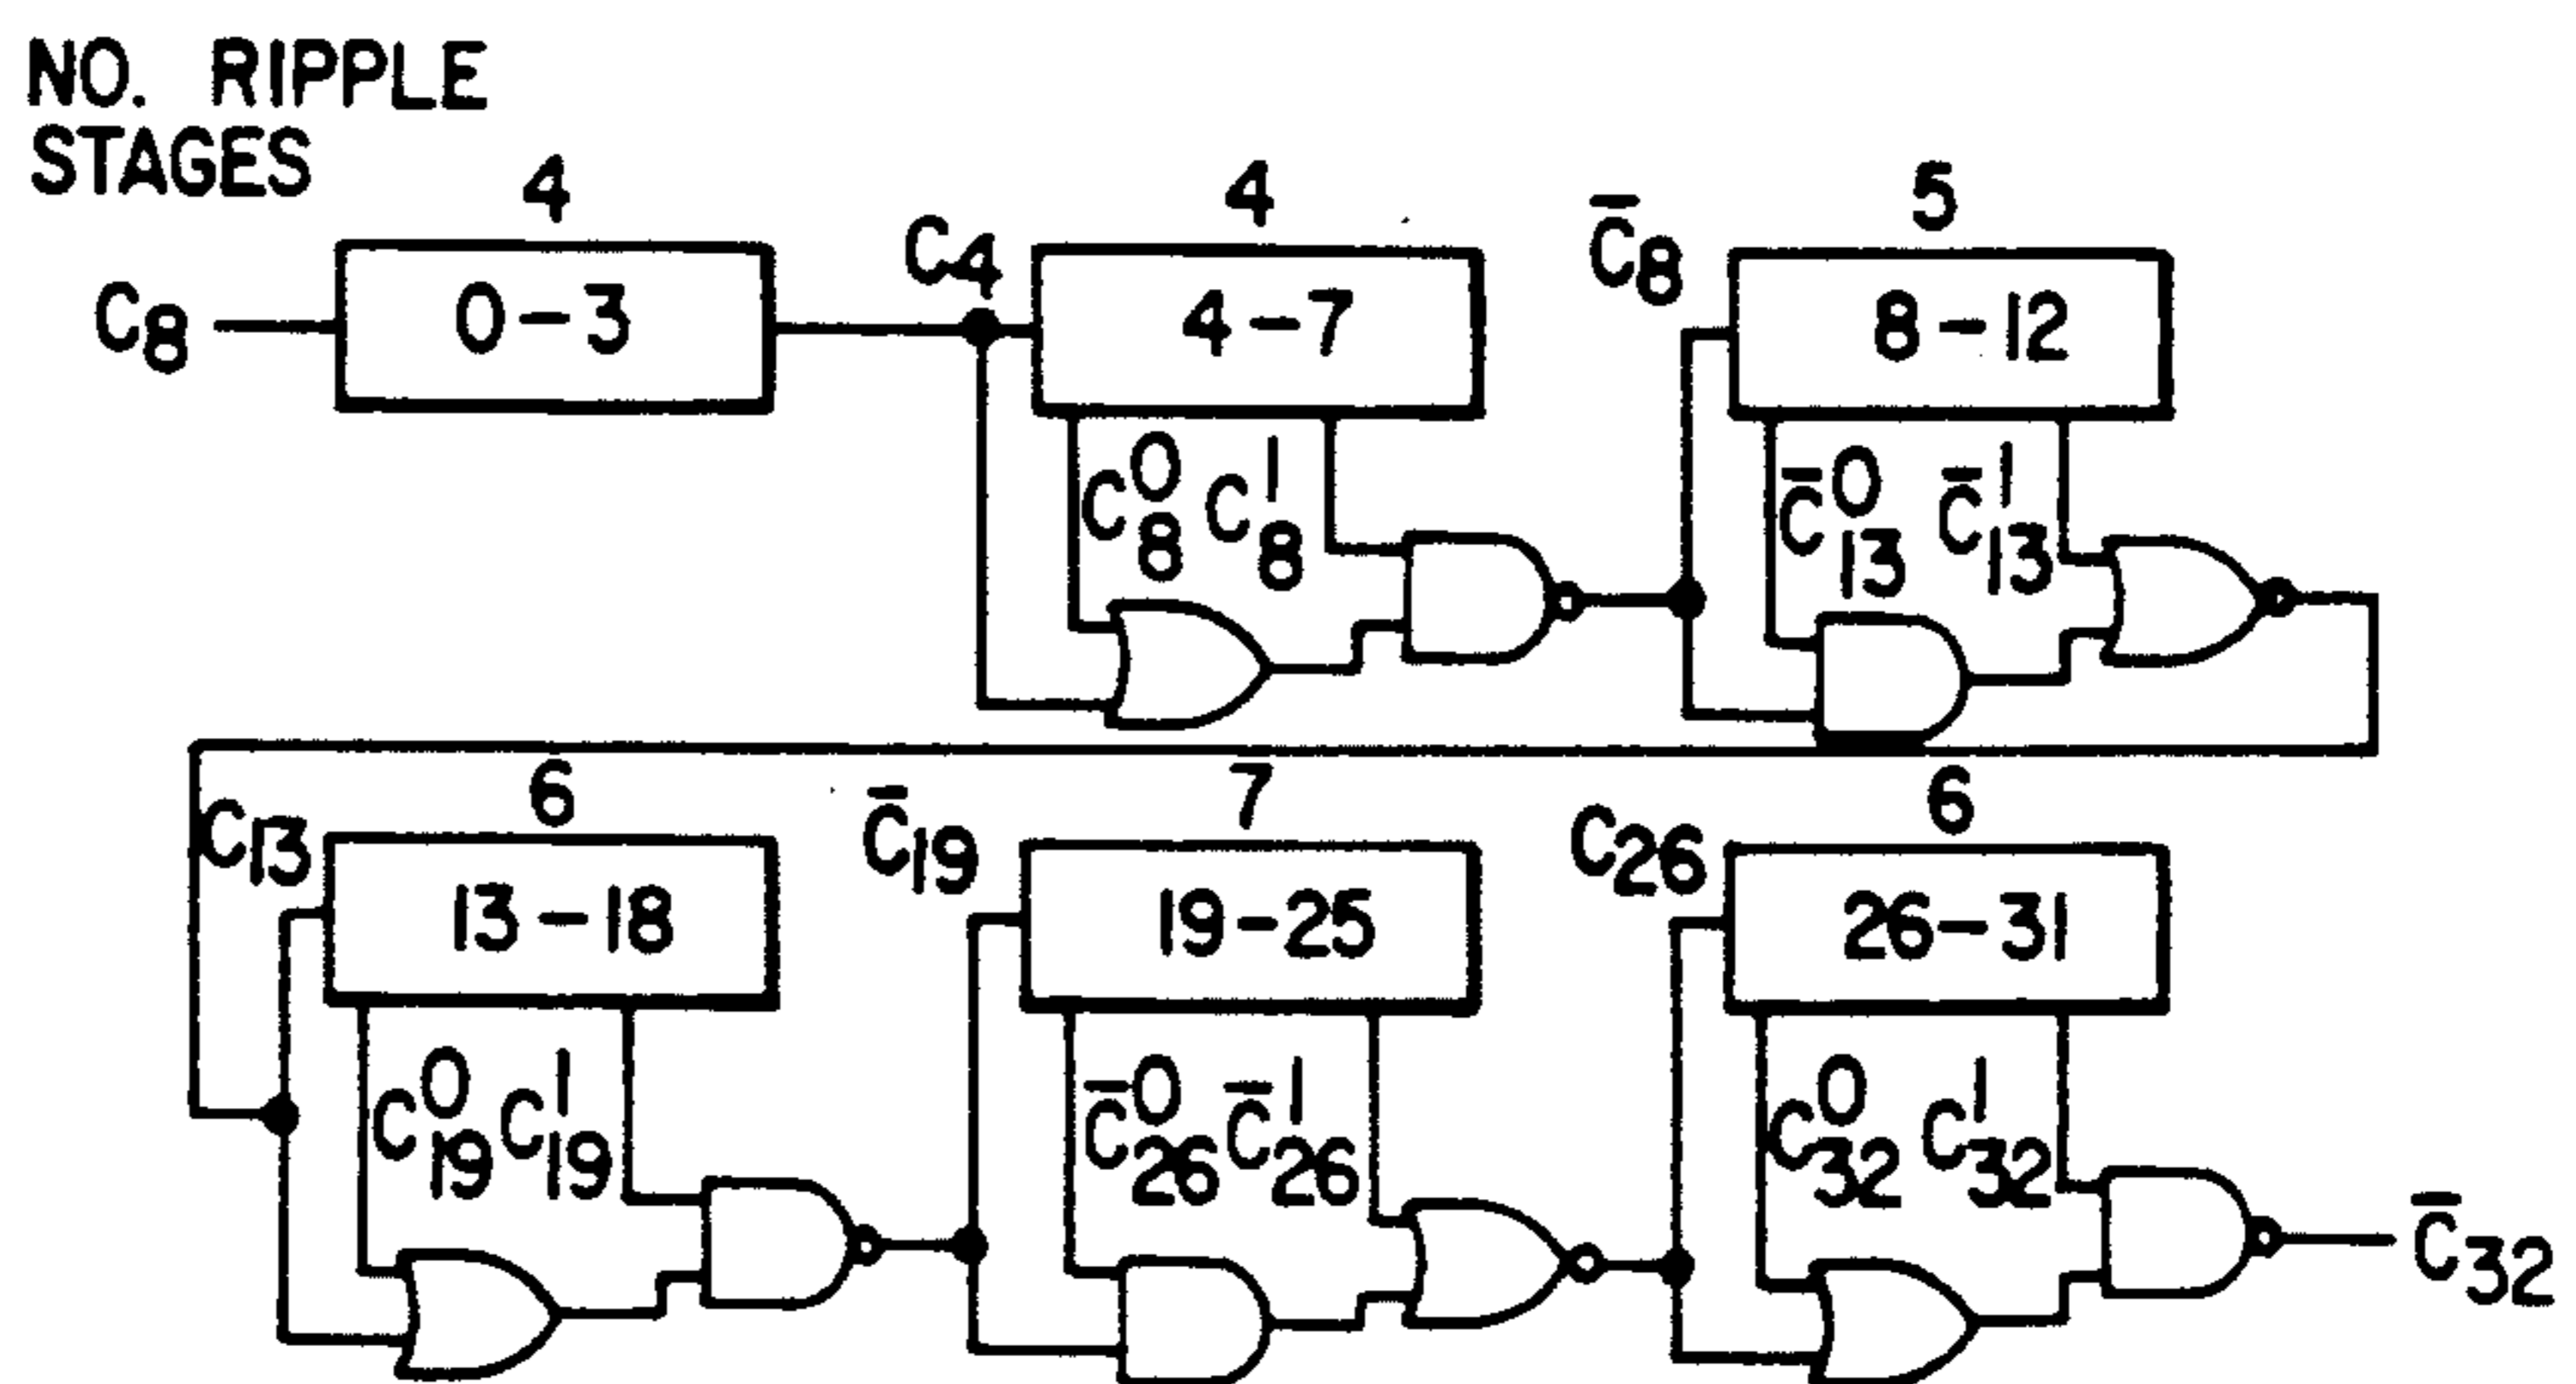 NO. RIPPLE
STAGES
4
4
5
C8
0-3
C4
4-7
C̄8
8-12
C⁰8 C¹8
C̄⁰13 C̄¹13
6
7
6
C13
13-18
C̄19
19-25
C26
26-31
C⁰19 C¹19
C̄⁰26 C̄¹26
C⁰32 C¹32
C̄32